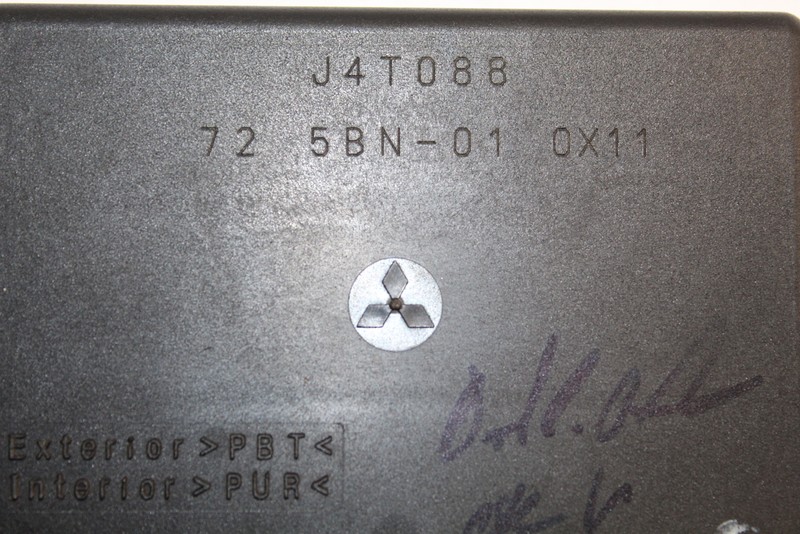 J4T088
72 5BN-01 0X11
Exterior >PBT<
Interior >PUR<